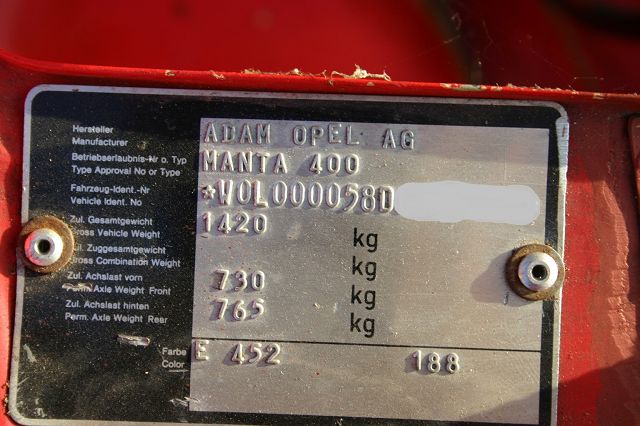 Hersteller
Manufacturer
ADAM OPEL AG
Betriebserlaubnis-Nr o. Typ
Type Approval No or Type
MANTA 400
Fahrzeug-Ident.-Nr
Vehicle Ident. No
*W0L000058D
Zul. Gesamtgewicht
Gross Vehicle Weight
1420 kg
Zul. Zuggesamtgewicht
Gross Combination Weight
kg
Zul. Achslast vorn
Perm. Axle Weight Front
730 kg
Zul. Achslast hinten
Perm. Axle Weight Rear
765 kg
Farbe
Color
E 452 188